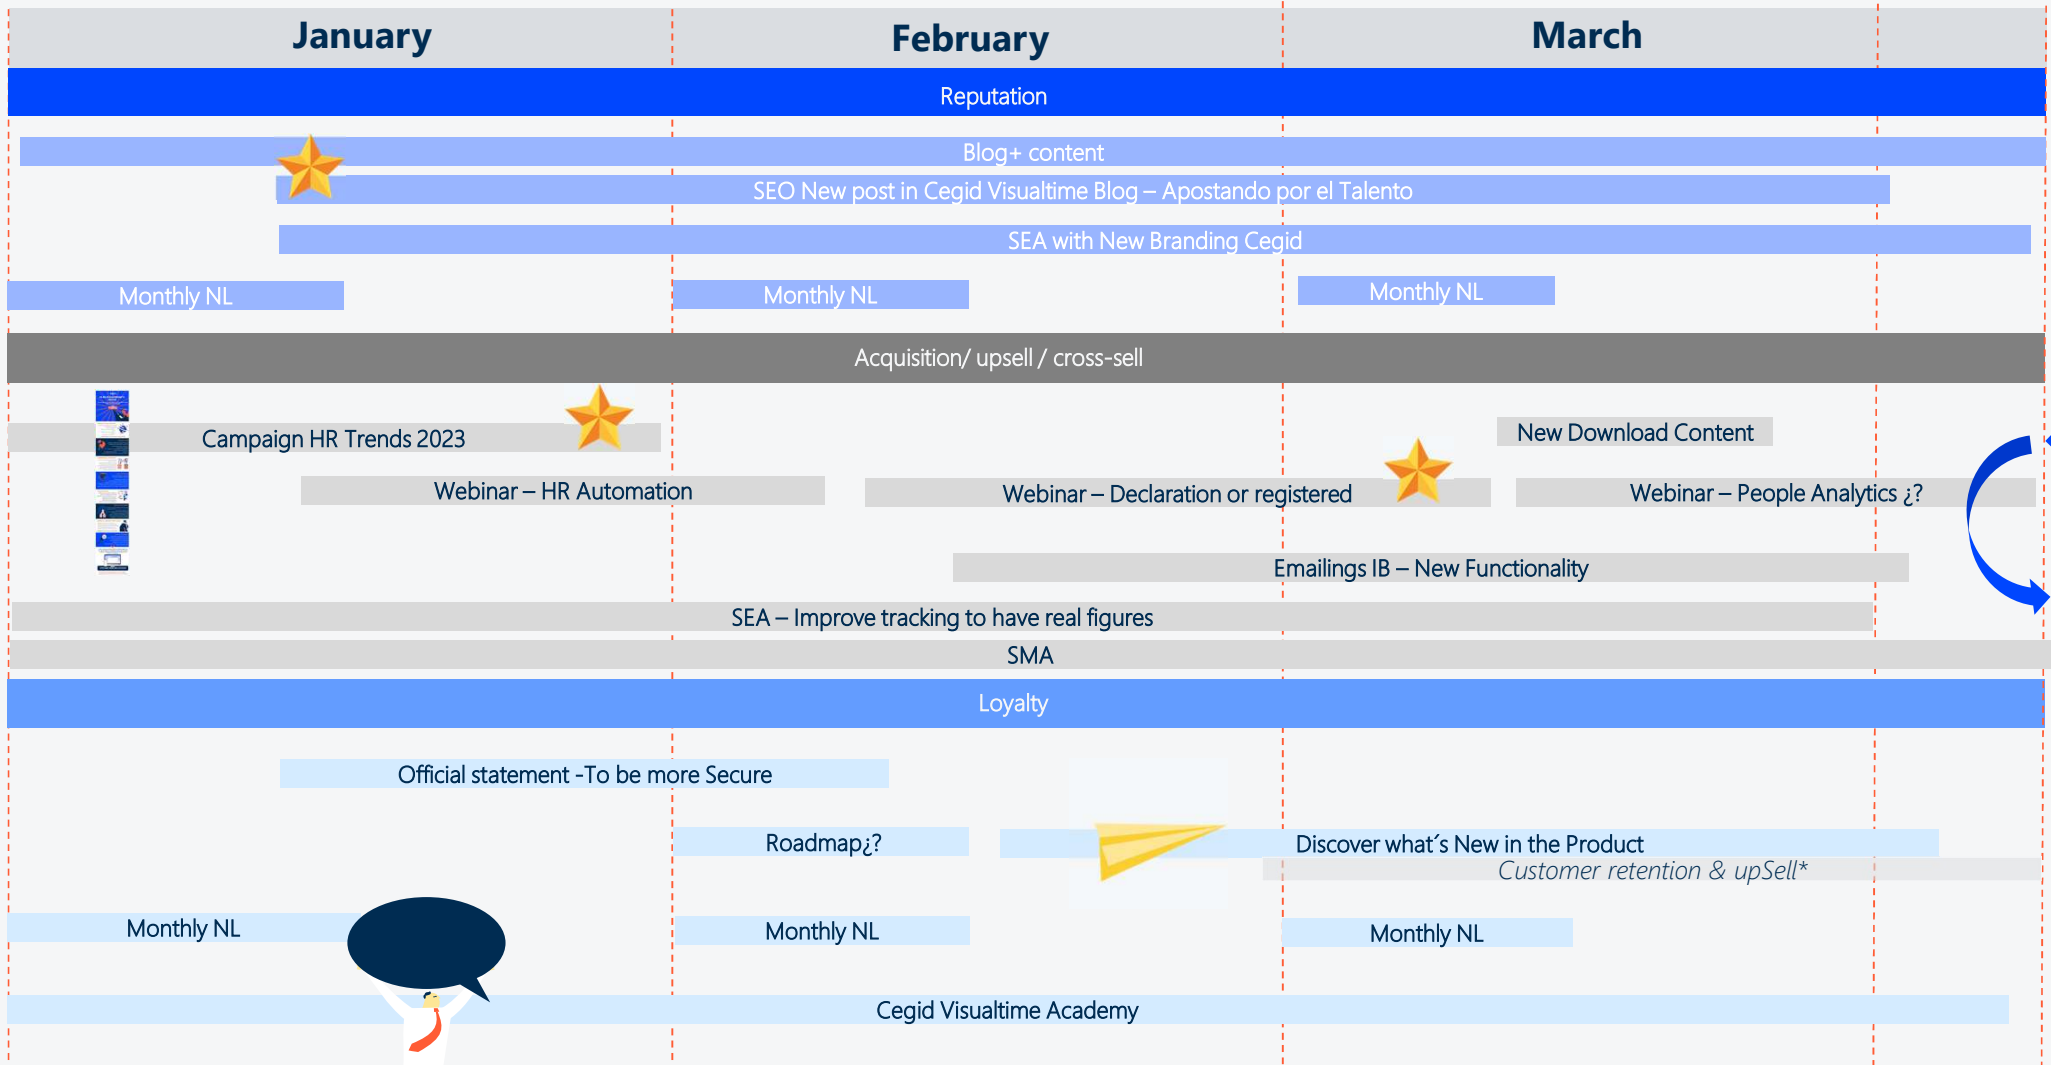 January
February
March
Reputation
Blog+ content
SEO New post in Cegid Visualtime Blog – Apostando por el Talento
SEA with New Branding Cegid
Monthly NL
Monthly NL
Monthly NL
Acquisition/ upsell / cross-sell
Campaign HR Trends 2023
New Download Content
Webinar – HR Automation
Webinar – Declaration or registered
Webinar – People Analytics ¿?
Emailings IB – New Functionality
SEA – Improve tracking to have real figures
SMA
Loyalty
Official statement -To be more Secure
Roadmap¿?
Discover what´s New in the Product
Customer retention & upSell*
Monthly NL
Monthly NL
Monthly NL
Cegid Visualtime Academy